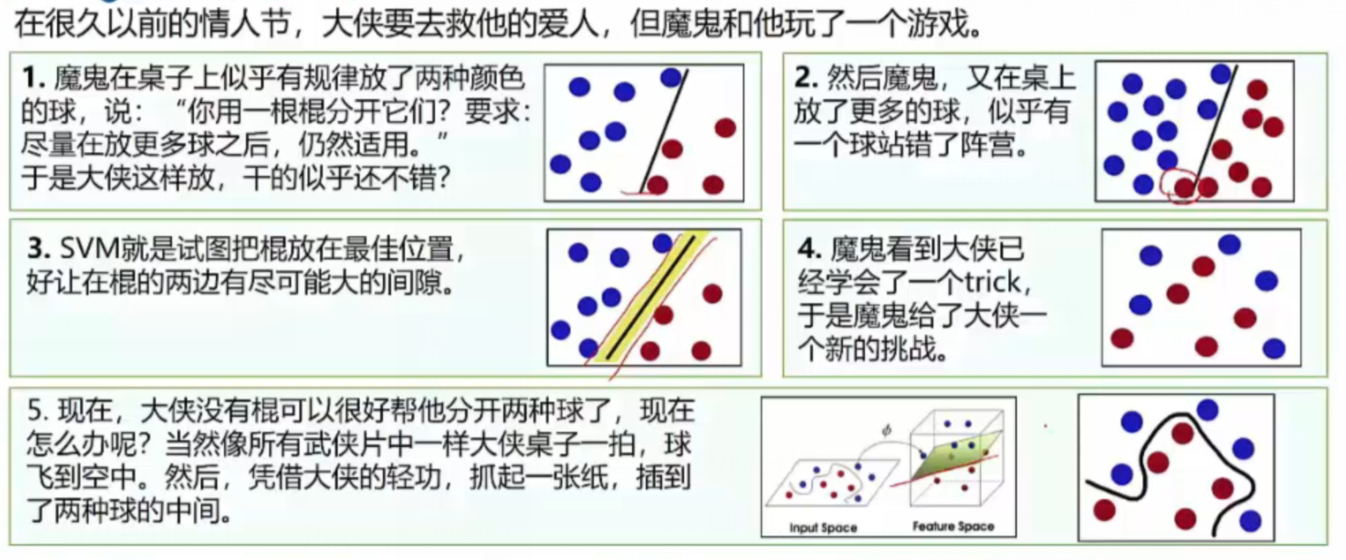 在很久以前的情人节，大侠要去救他的爱人，但魔鬼和他玩了一个游戏。
1. 魔鬼在桌子上似乎有规律放了两种颜色
的球，说：“你用一根棍分开它们？要求：
尽量在放更多球之后，仍然适用。”
于是大侠这样放，干的似乎还不错？
2. 然后魔鬼，又在桌上
放了更多的球，似乎有
一个球站错了阵营。
3. SVM就是试图把棍放在最佳位置，
好让在棍的两边有尽可能大的间隙。
4. 魔鬼看到大侠已
经学会了一个trick，
于是魔鬼给了大侠一
个新的挑战。
5. 现在，大侠没有棍可以很好帮他分开两种球了，现在
怎么办呢？当然像所有武侠片中一样大侠桌子一拍，球
飞到空中。然后，凭借大侠的轻功，抓起一张纸，插到
了两种球的中间。
ϕ
Input Space
Feature Space